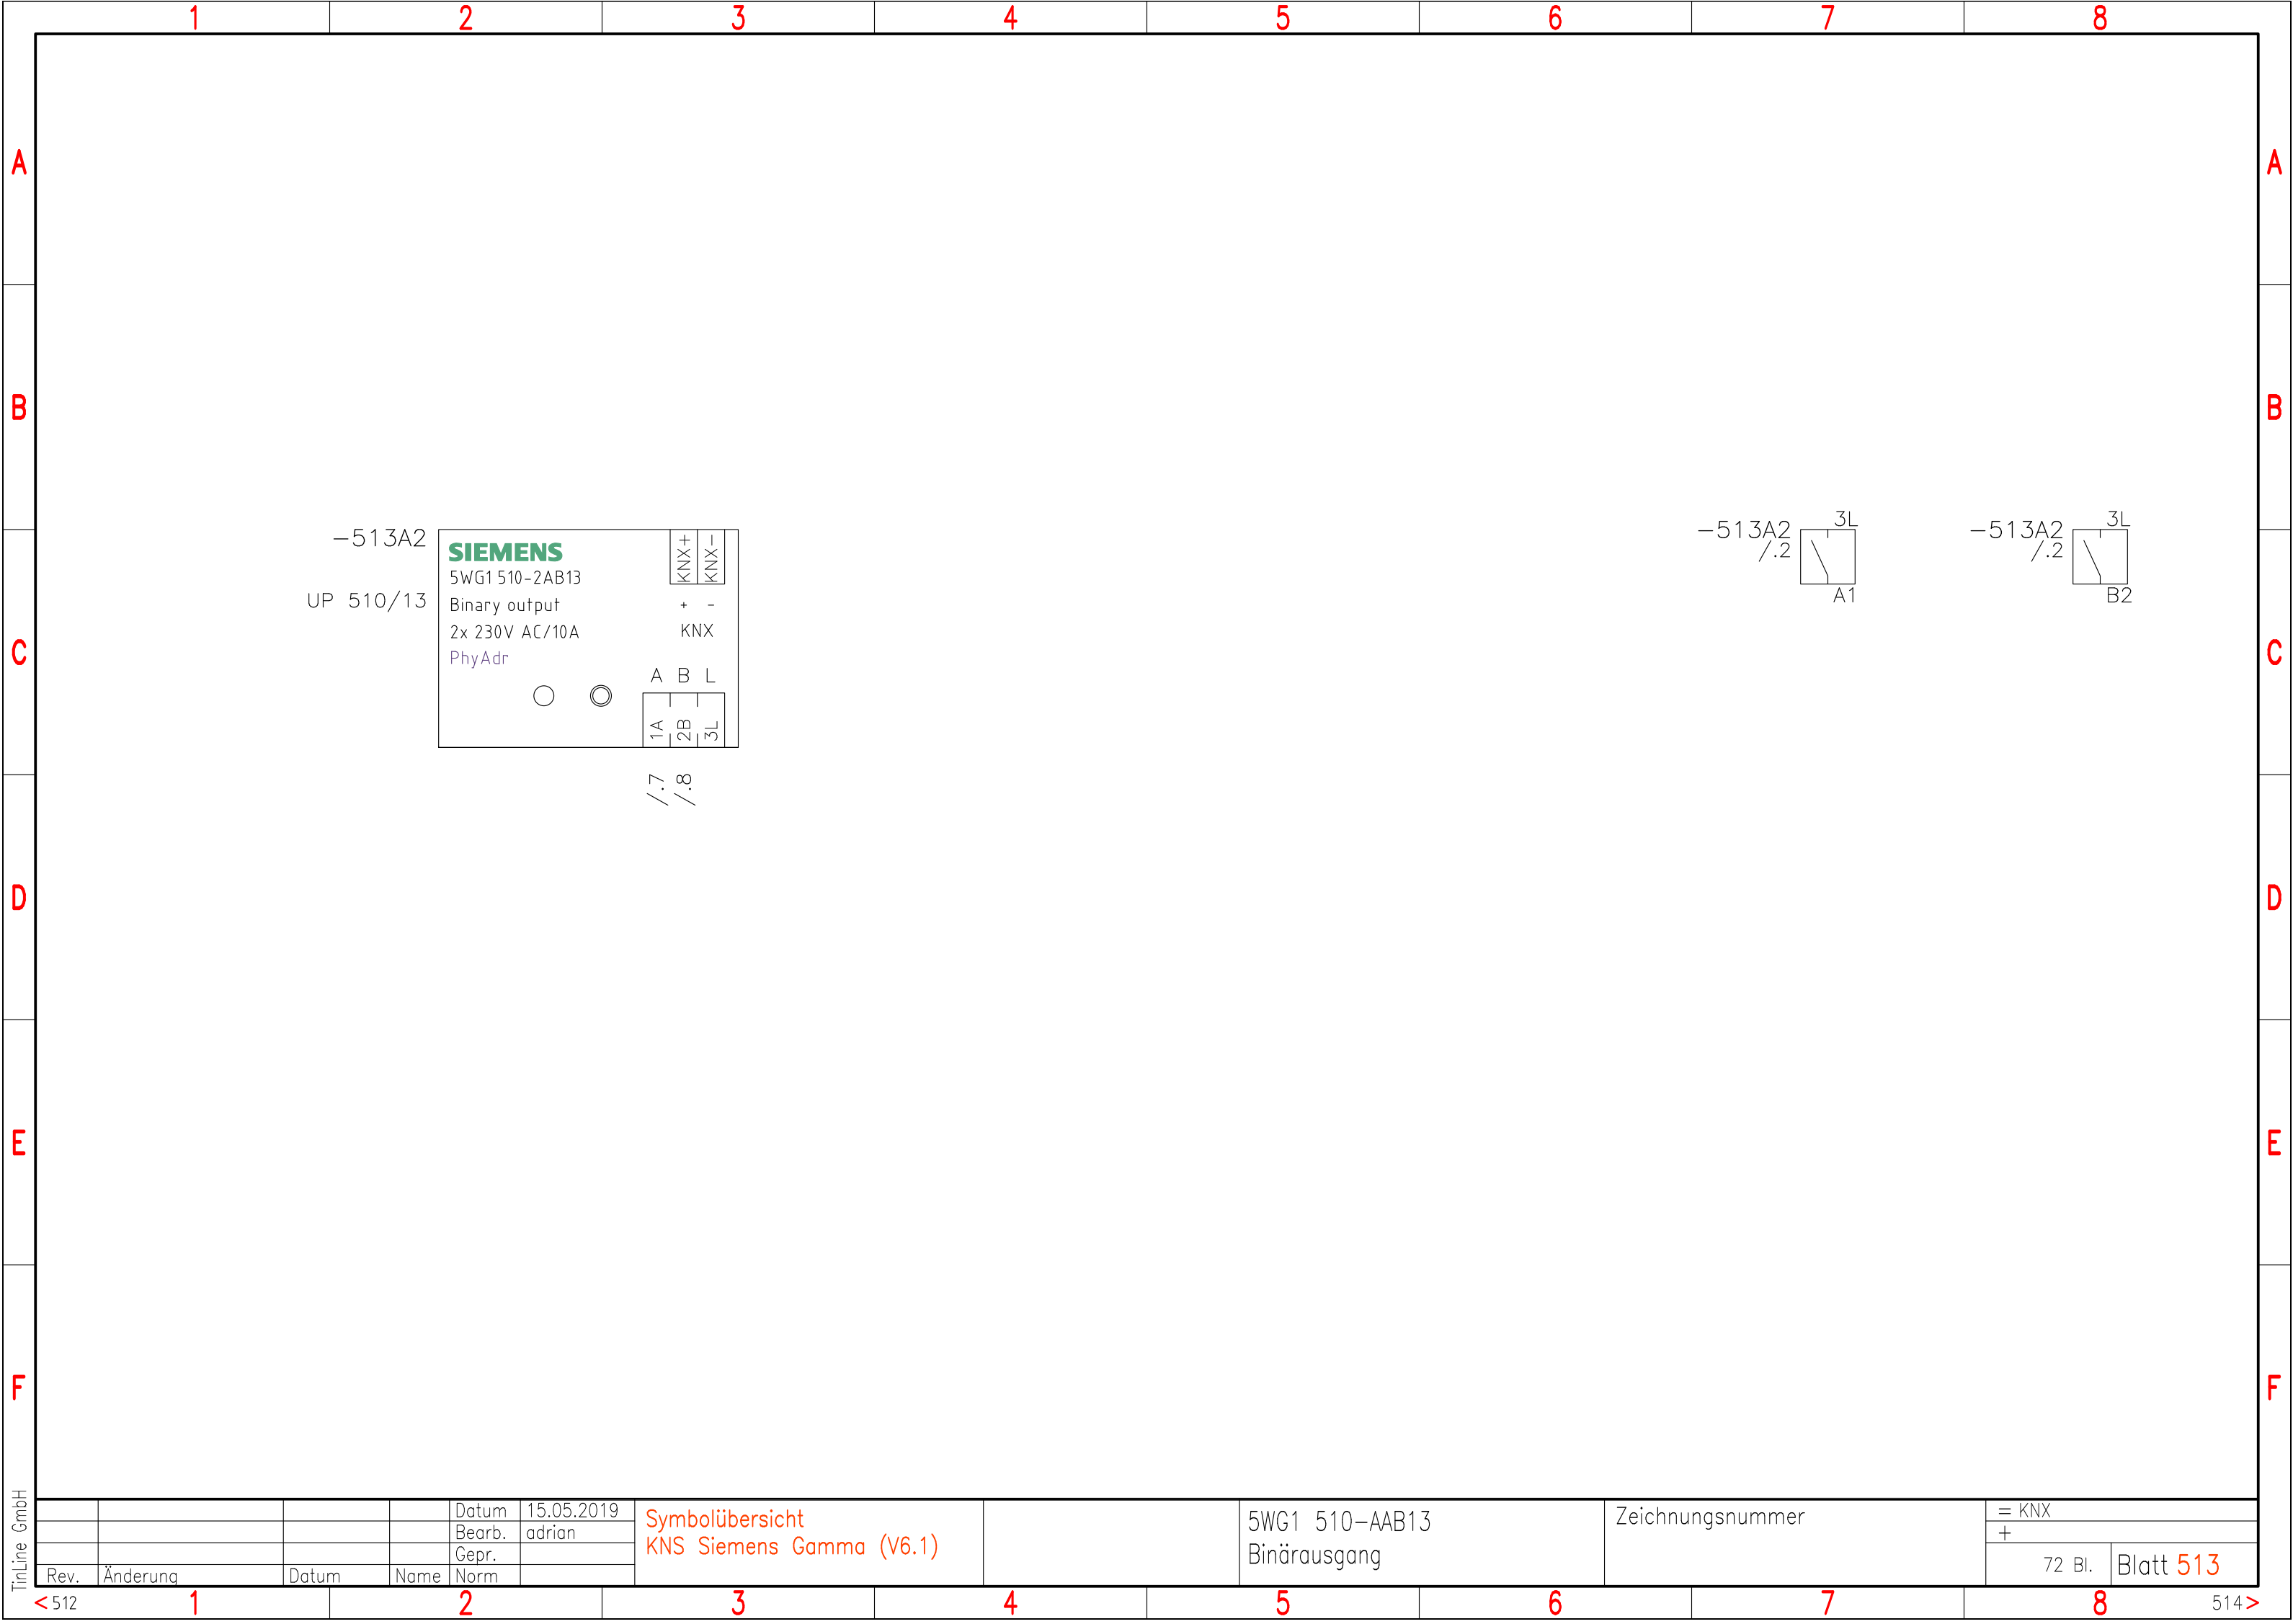 1 2 3 4 5 6 7 8
A A
B B
-513A2
SIEMENS
KNX+ KNX-
5WG1 510-2AB13
UP 510/13
Binary output
+ -
2x 230V AC/10A
KNX
PhyAdr
A B L
1A 2B 3L
/.7 /.8
-513A2 3L
/.2
A1
-513A2 3L
/.2
B2
C C
D D
E E
F F
TinLine GmbH
Datum 15.05.2019
Bearb. adrian
Gepr.
Rev. Änderung Datum Name Norm
Symbolübersicht
KNS Siemens Gamma (V6.1)
5WG1 510-AAB13
Binärausgang
Zeichnungsnummer
= KNX
+
72 Bl. Blatt 513
< 512 1 2 3 4 5 6 7 8 514 >